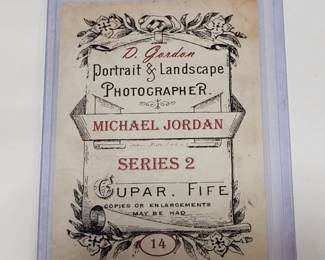 D. Gordon
Portrait & Landscape
Photographer.
MICHAEL JORDAN
SERIES 2
Cupar. Fife
COPIES OR ENLARGEMENTS
MAY BE HAD
14